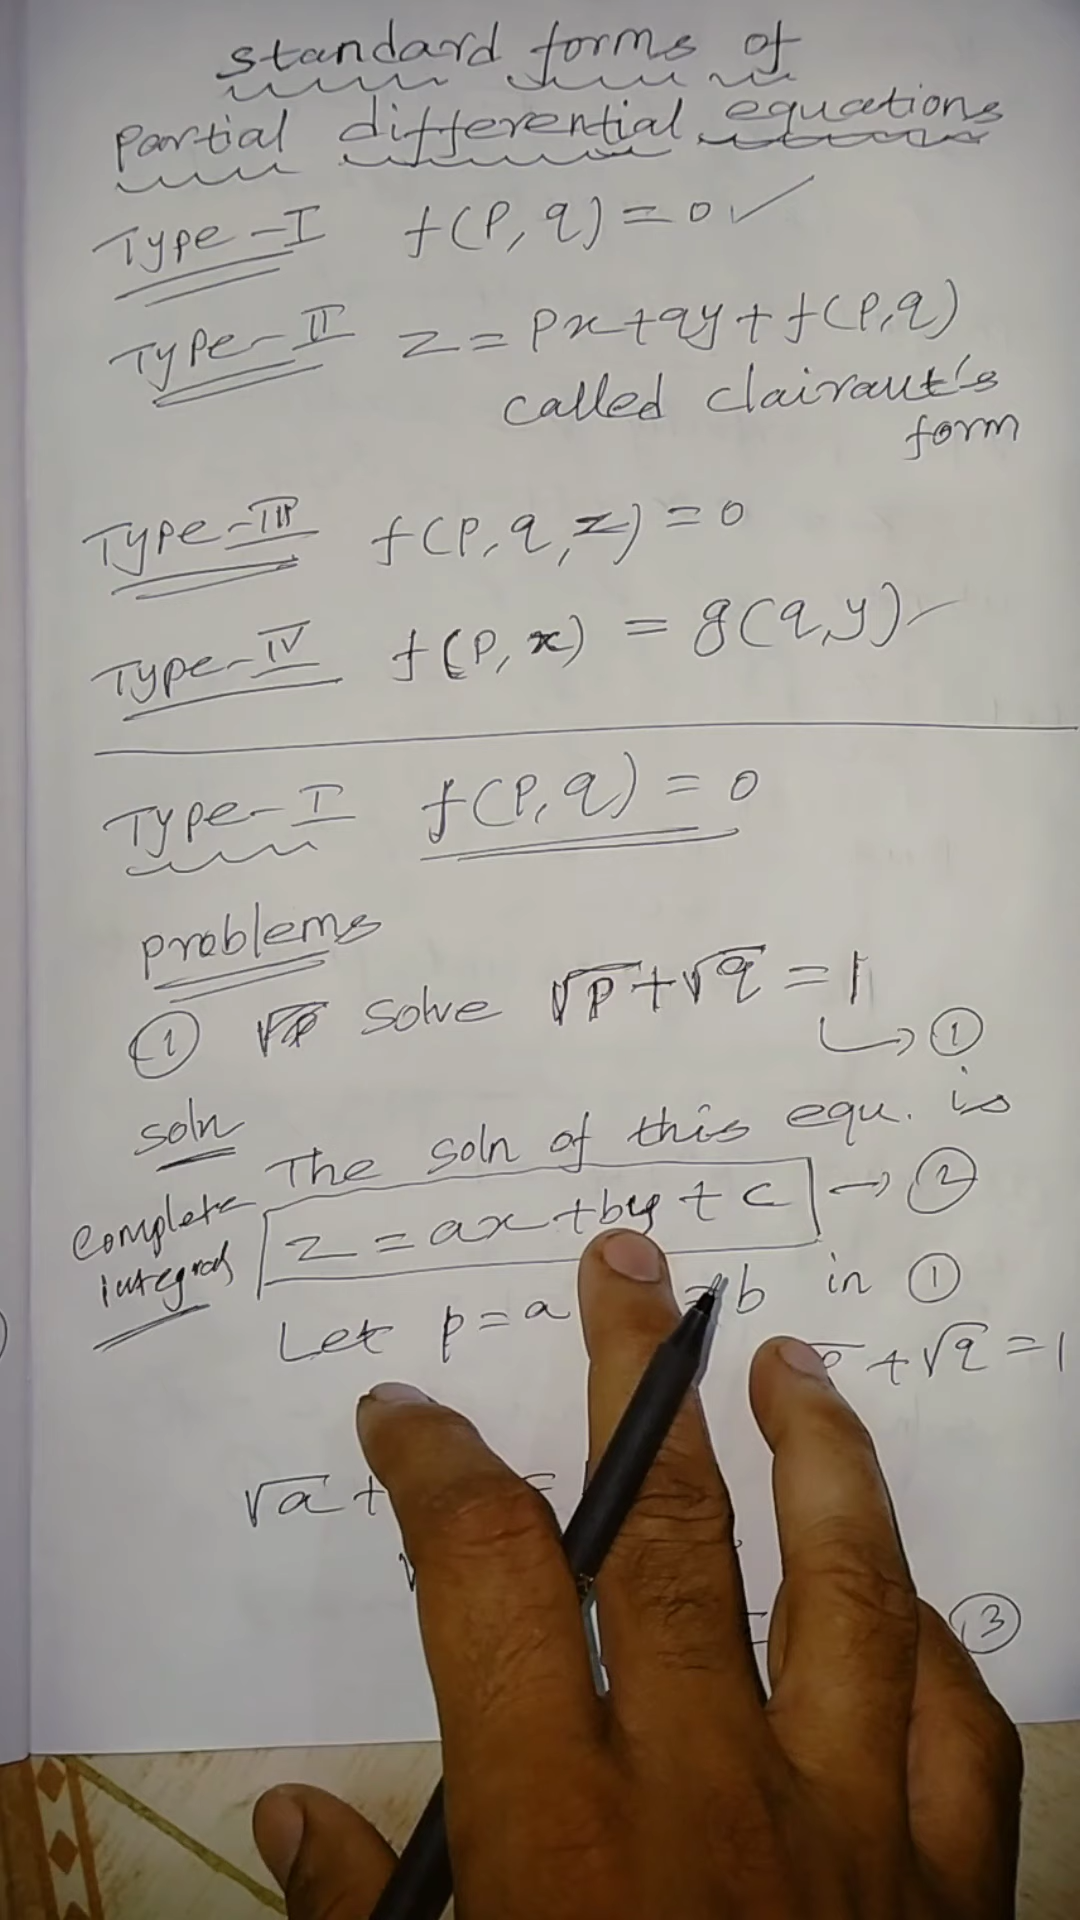 standard forms of
partial differential equations
Type-I f(p,q)=0 ✓
Type-II z=px+qy+f(p,q)
called clairaut's
form
Type-III f(p,q,z)=0
Type-IV f(p,x) = g(q,y)
Type-I f(p,q)=0
problems
① √p solve √p+√q=1
→①
soln
The soln of this equ. is
complete
integral
z=ax+by+c → ②
Let p=a =b in ①
+√q=1
√a+ =
③